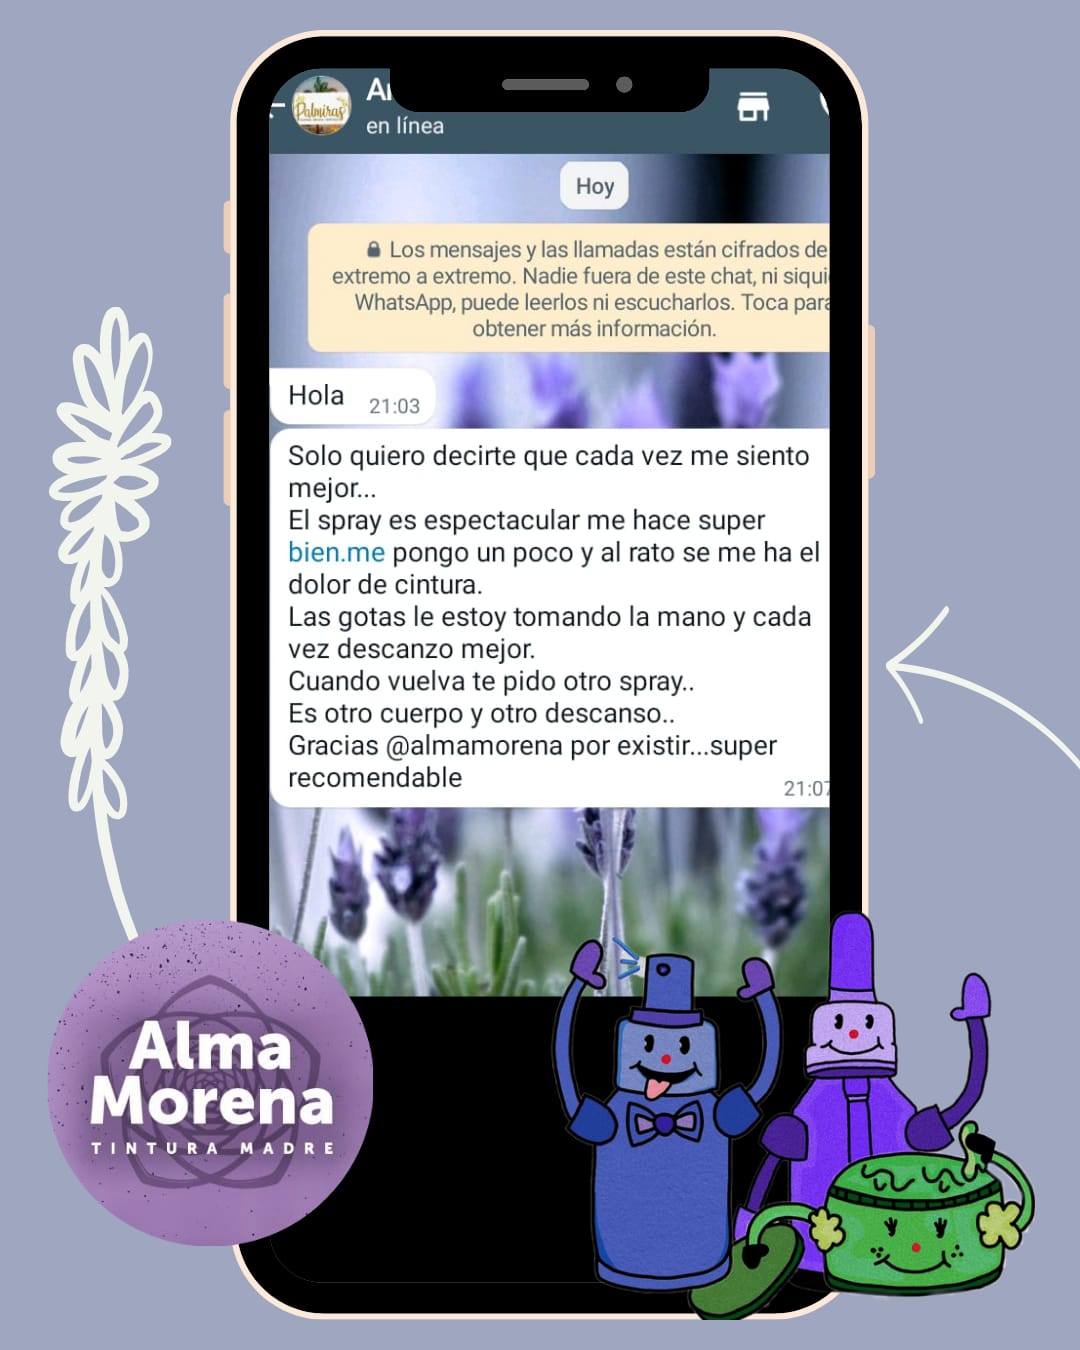 Palmiras
en línea
Hoy
Los mensajes y las llamadas están cifrados de
extremo a extremo. Nadie fuera de este chat, ni
WhatsApp, puede leerlos ni escucharlos. Toca para
obtener más información.
Hola 21:03
Solo quiero decirte que cada vez me siento
mejor...
El spray es espectacular me hace super
bien.me pongo un poco y al rato se me ha el
dolor de cintura.
Las gotas le estoy tomando la mano y cada
vez descanzo mejor.
Cuando vuelva te pido otro spray..
Es otro cuerpo y otro descanso..
Gracias @almamorena por existir...super
recomendable
21:07
Alma
Morena
TINTURA MADRE